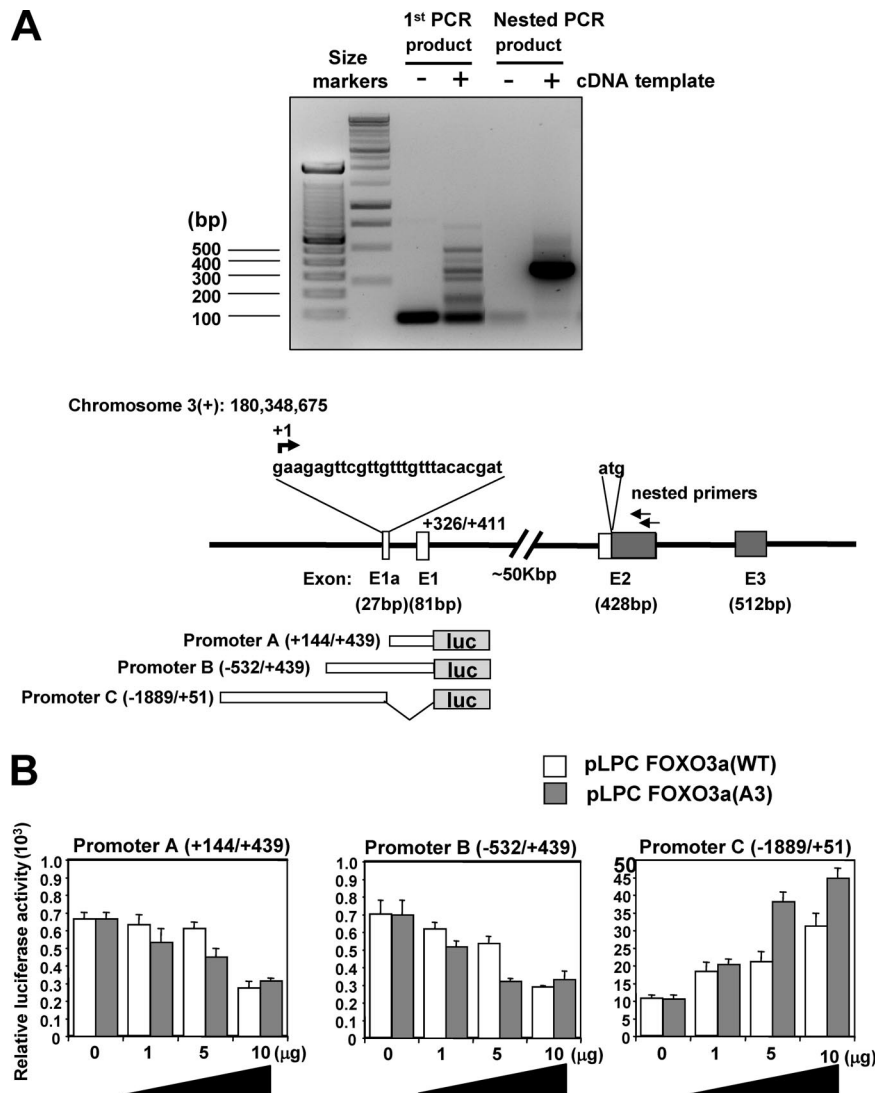 A
1st PCR product
Nested PCR product
Size markers
- + - + cDNA template
(bp)
500
400
300
200
100
Chromosome 3(+): 180,348,675
+1
gaagagttcgttgtttgtttacacgat
atg
nested primers
+326/+411
~50Kbp
Exon: E1a E1 E2 E3
(27bp)(81bp) (428bp) (512bp)
Promoter A (+144/+439) luc
Promoter B (-532/+439) luc
Promoter C (-1889/+51) luc
B
pLPC FOXO3a(WT)
pLPC FOXO3a(A3)
Relative luciferase activity (10³)
Promoter A (+144/+439)
1.0
0.9
0.8
0.7
0.6
0.5
0.4
0.3
0.2
0.1
0
0 1 5 10 (µg)
Promoter B (-532/+439)
1.0
0.9
0.8
0.7
0.6
0.5
0.4
0.3
0.2
0.1
0
0 1 5 10 (µg)
Promoter C (-1889/+51)
50
45
40
35
30
25
20
15
10
5
0
0 1 5 10 (µg)